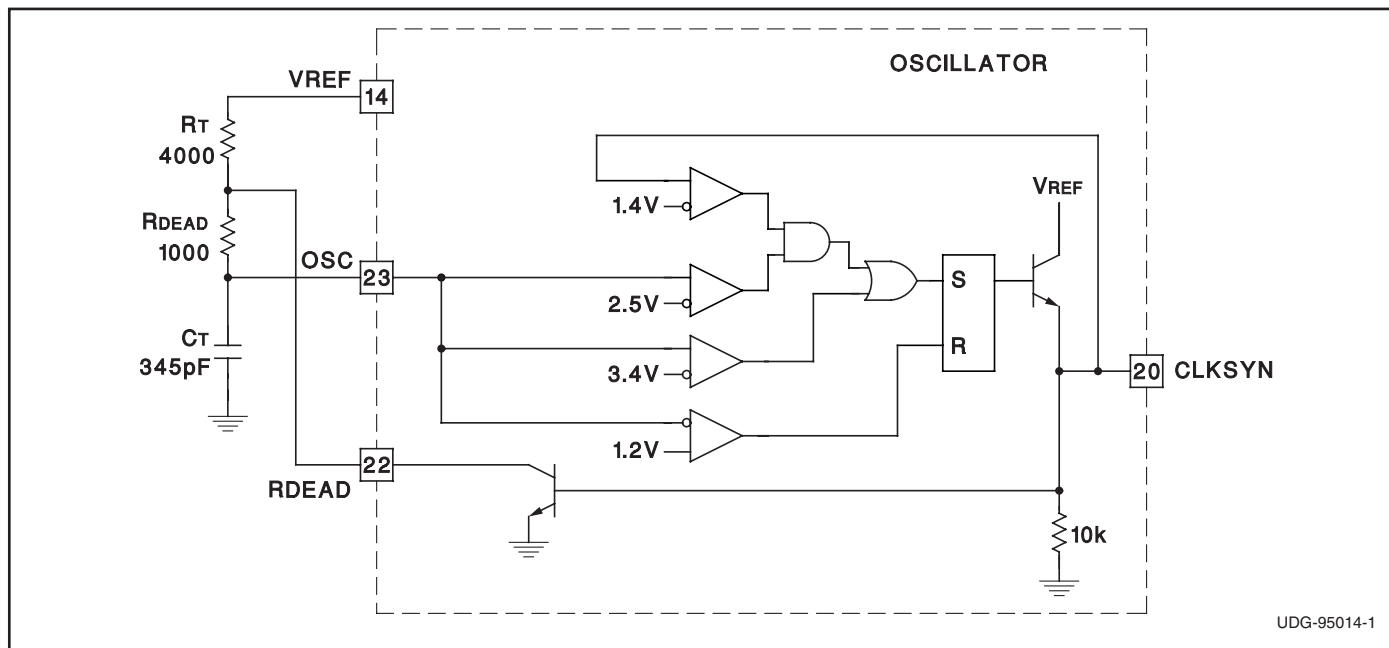 OSCILLATOR
VREF
14
RT
4000
RDEAD
1000
OSC
23
CT
345pF
22
RDEAD
1.4V
2.5V
3.4V
1.2V
S
R
VREF
20 CLKSYN
10k
UDG-95014-1